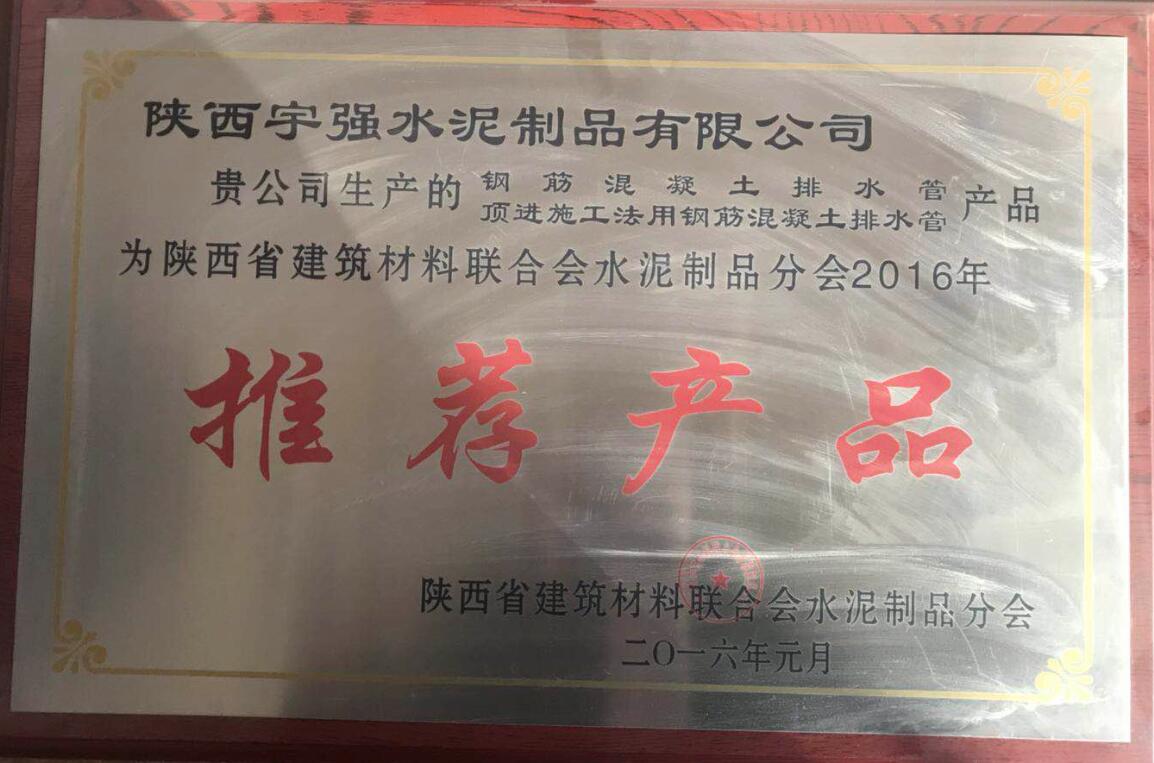 陕西宇强水泥制品有限公司
贵公司生产的 钢筋混凝土排水管 产品
顶进施工法用钢筋混凝土排水管
为陕西省建筑材料联合会水泥制品分会2016年
推荐产品
陕西省建筑材料联合会水泥制品分会
二〇一六年元月